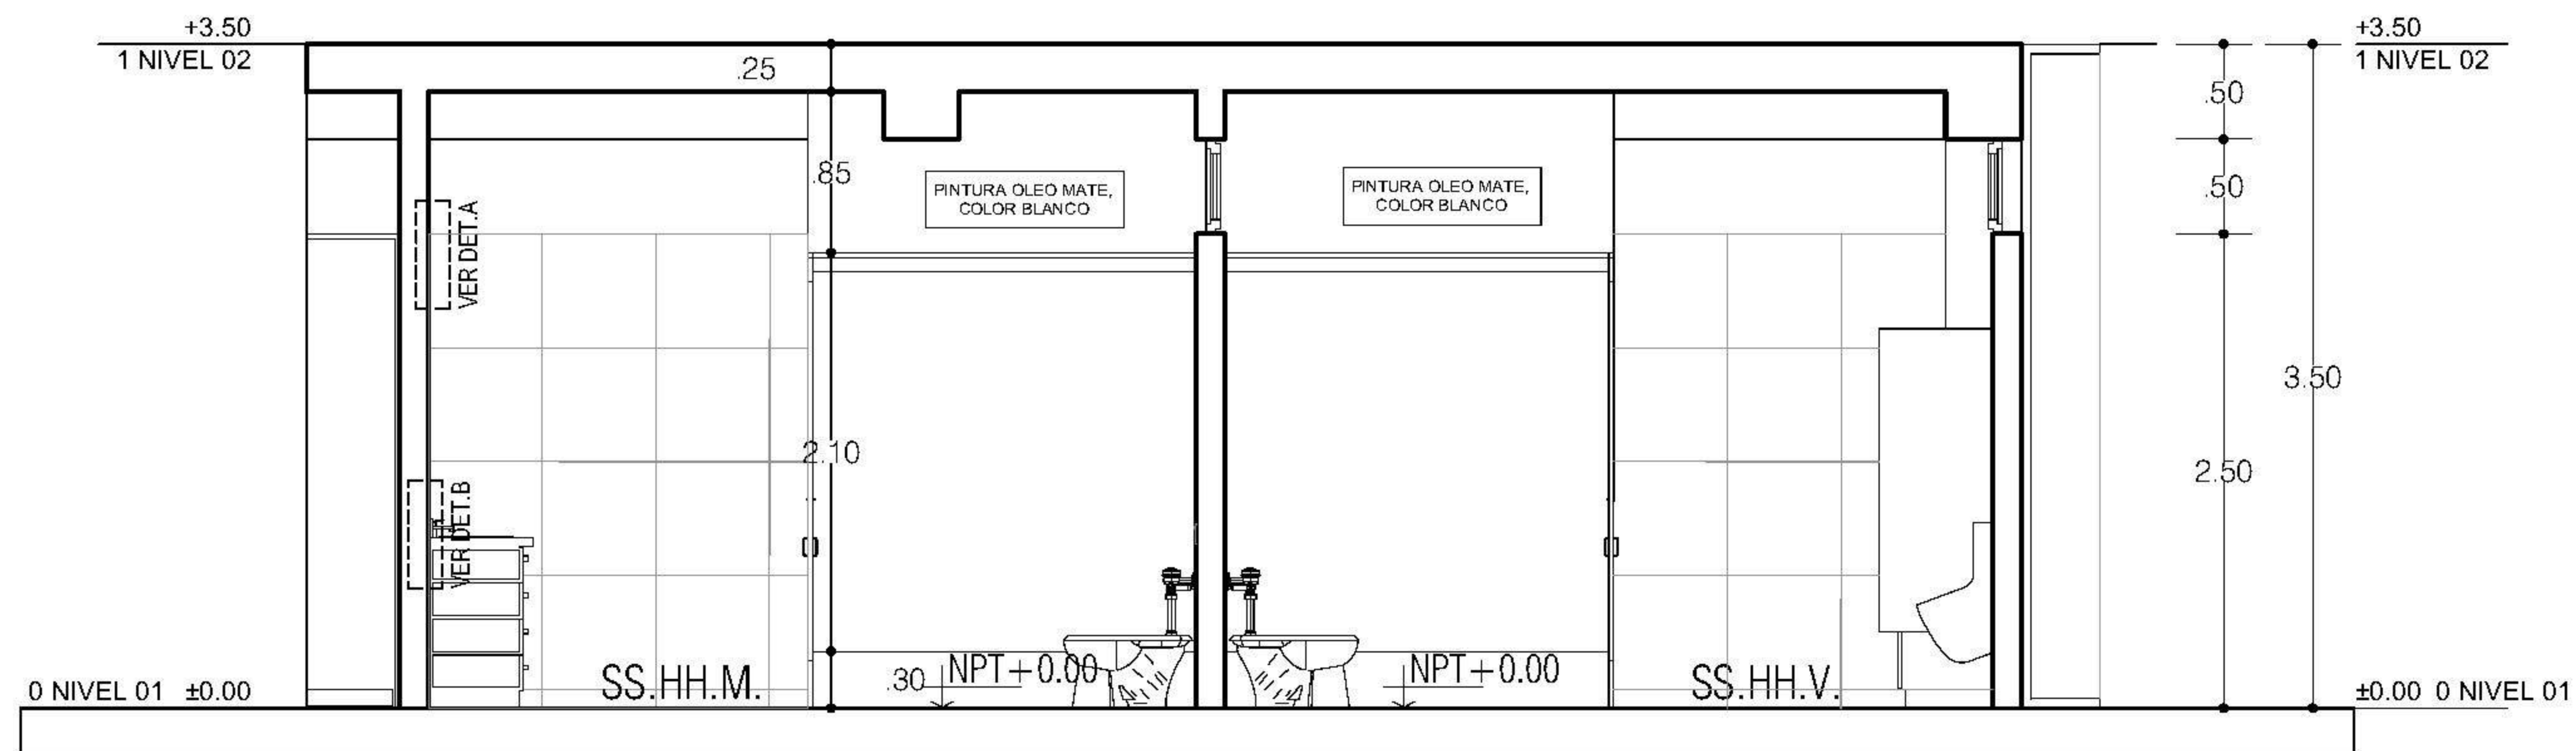 +3.50
1 NIVEL 02
+3.50
1 NIVEL 02
.25
.50
.85
PINTURA OLEO MATE,
COLOR BLANCO
PINTURA OLEO MATE,
COLOR BLANCO
.50
VER DET.A
3.50
2.10
2.50
VER DET.B
SS.HH.M.
.30
NPT+0.00
NPT+0.00
SS.HH.V.
0 NIVEL 01 ±0.00
±0.00 0 NIVEL 01